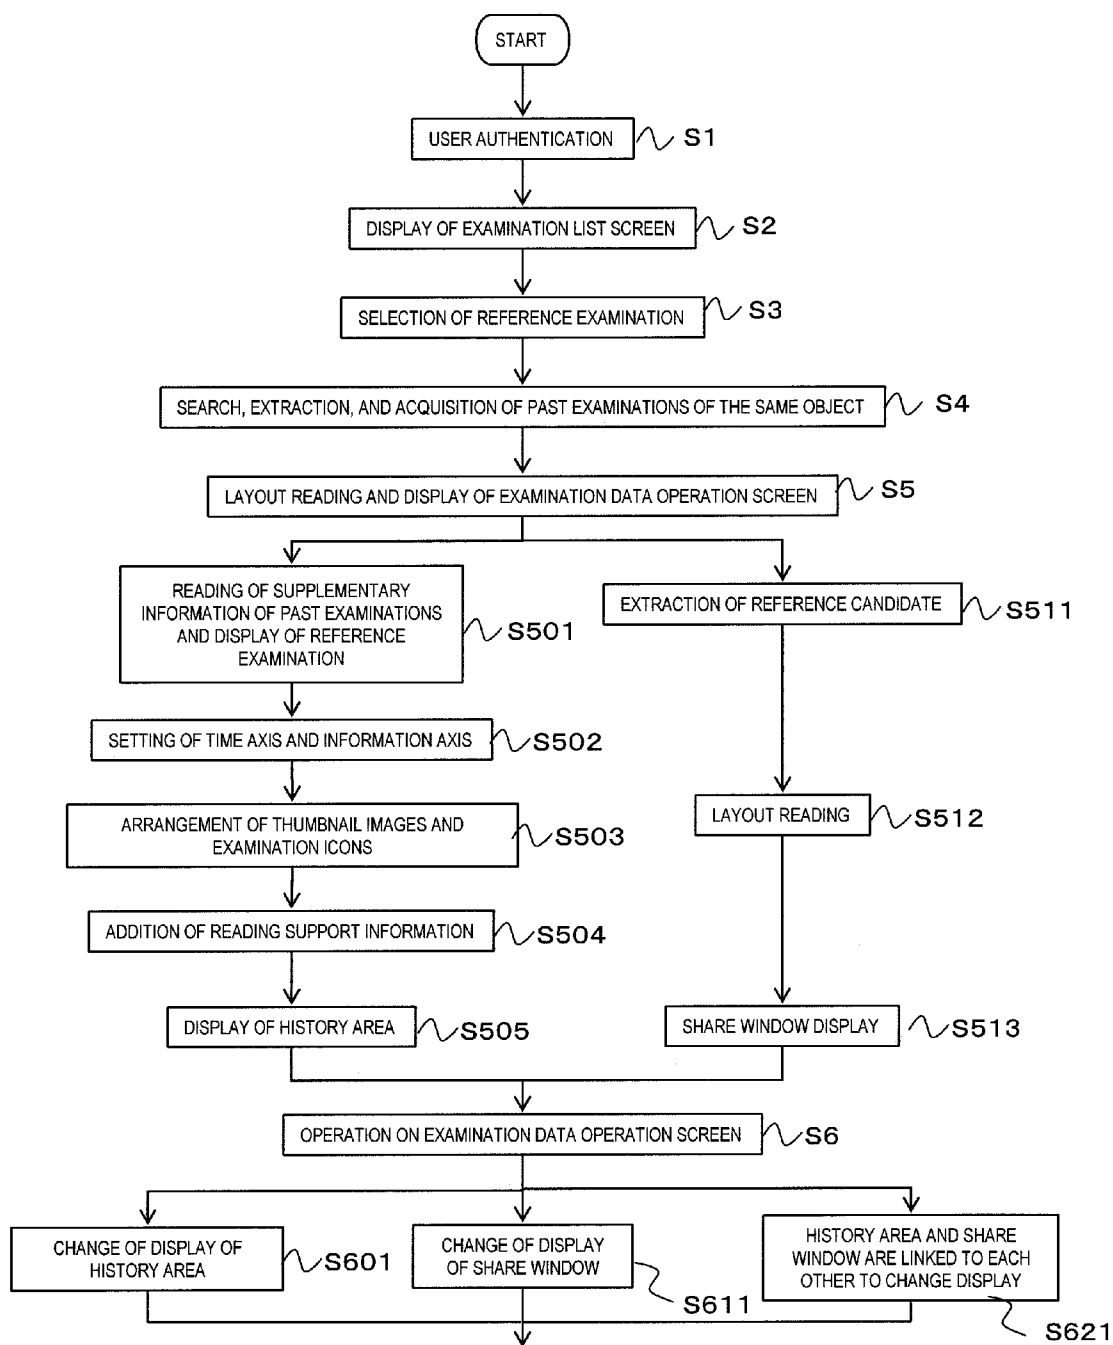 START
USER AUTHENTICATION
S1
DISPLAY OF EXAMINATION LIST SCREEN
S2
SELECTION OF REFERENCE EXAMINATION
S3
SEARCH, EXTRACTION, AND ACQUISITION OF PAST EXAMINATIONS OF THE SAME OBJECT
S4
LAYOUT READING AND DISPLAY OF EXAMINATION DATA OPERATION SCREEN
S5
READING OF SUPPLEMENTARY
INFORMATION OF PAST EXAMINATIONS
AND DISPLAY OF REFERENCE
EXAMINATION
S501
EXTRACTION OF REFERENCE CANDIDATE
S511
SETTING OF TIME AXIS AND INFORMATION AXIS
S502
ARRANGEMENT OF THUMBNAIL IMAGES AND
EXAMINATION ICONS
S503
LAYOUT READING
S512
ADDITION OF READING SUPPORT INFORMATION
S504
DISPLAY OF HISTORY AREA
S505
SHARE WINDOW DISPLAY
S513
OPERATION ON EXAMINATION DATA OPERATION SCREEN
S6
CHANGE OF DISPLAY OF
HISTORY AREA
S601
CHANGE OF DISPLAY
OF SHARE WINDOW
S611
HISTORY AREA AND SHARE
WINDOW ARE LINKED TO EACH
OTHER TO CHANGE DISPLAY
S621